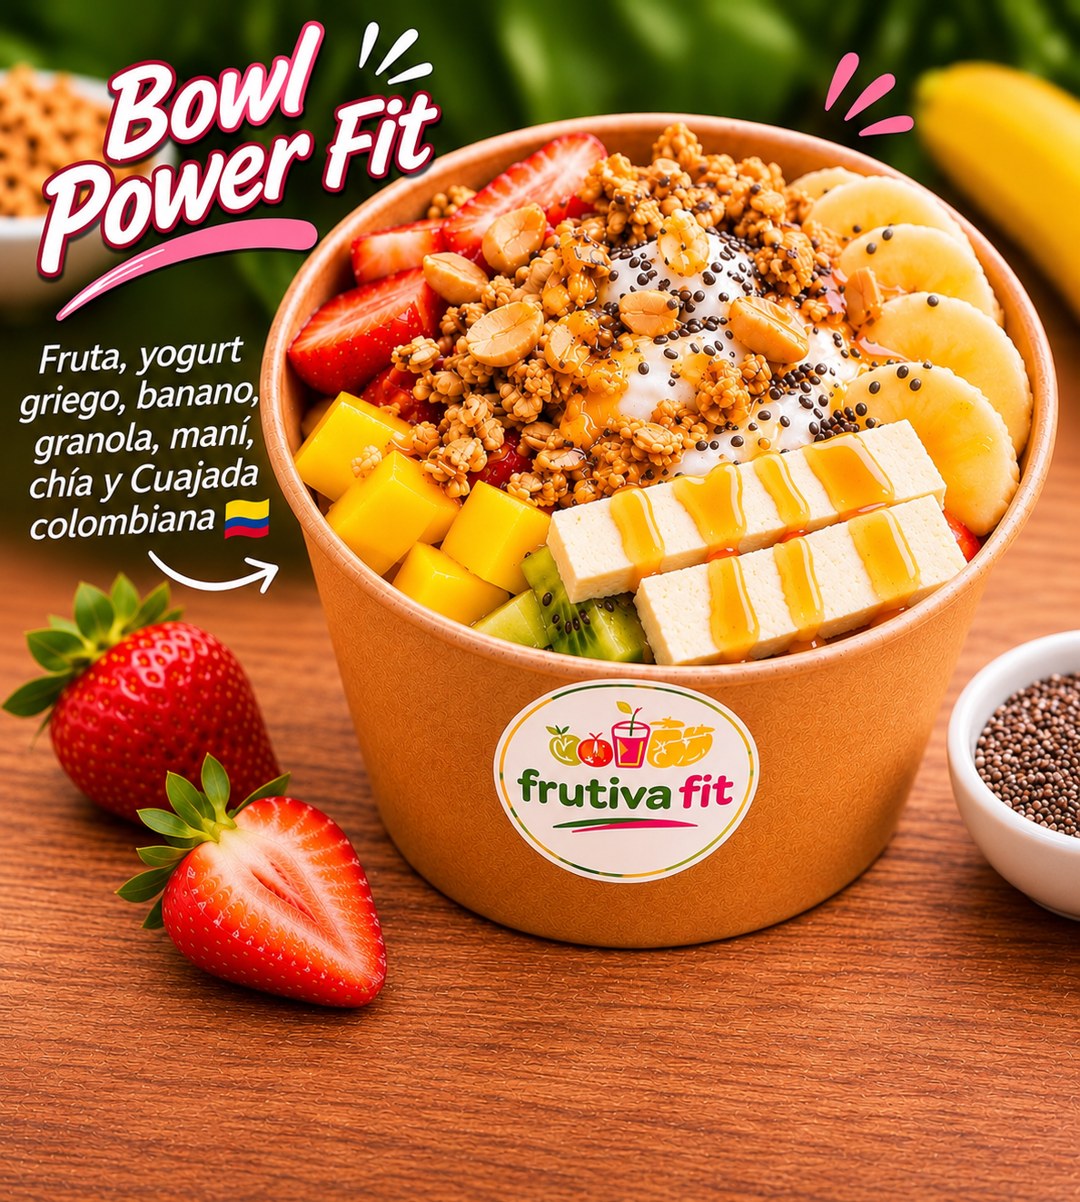 Bowl
Power Fit
Fruta, yogurt
griego, banano,
granola, maní,
chía y Cuajada
colombiana 🇨🇴
frutiva fit